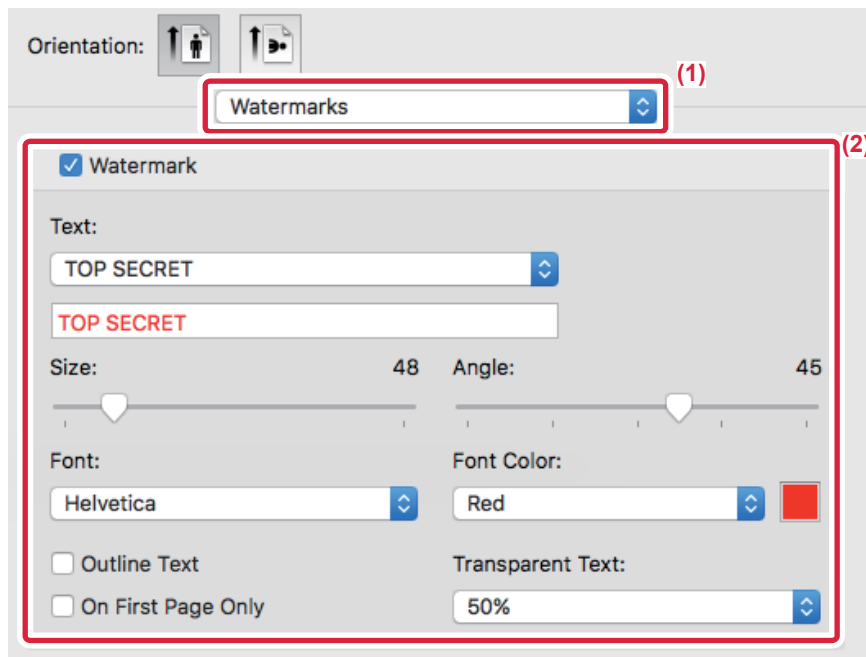 Orientation:
(1)
Watermarks
(2)
Watermark
Text:
TOP SECRET
TOP SECRET
Size: 48 Angle: 45
Font: Font Color:
Helvetica Red
Outline Text Transparent Text:
On First Page Only 50%